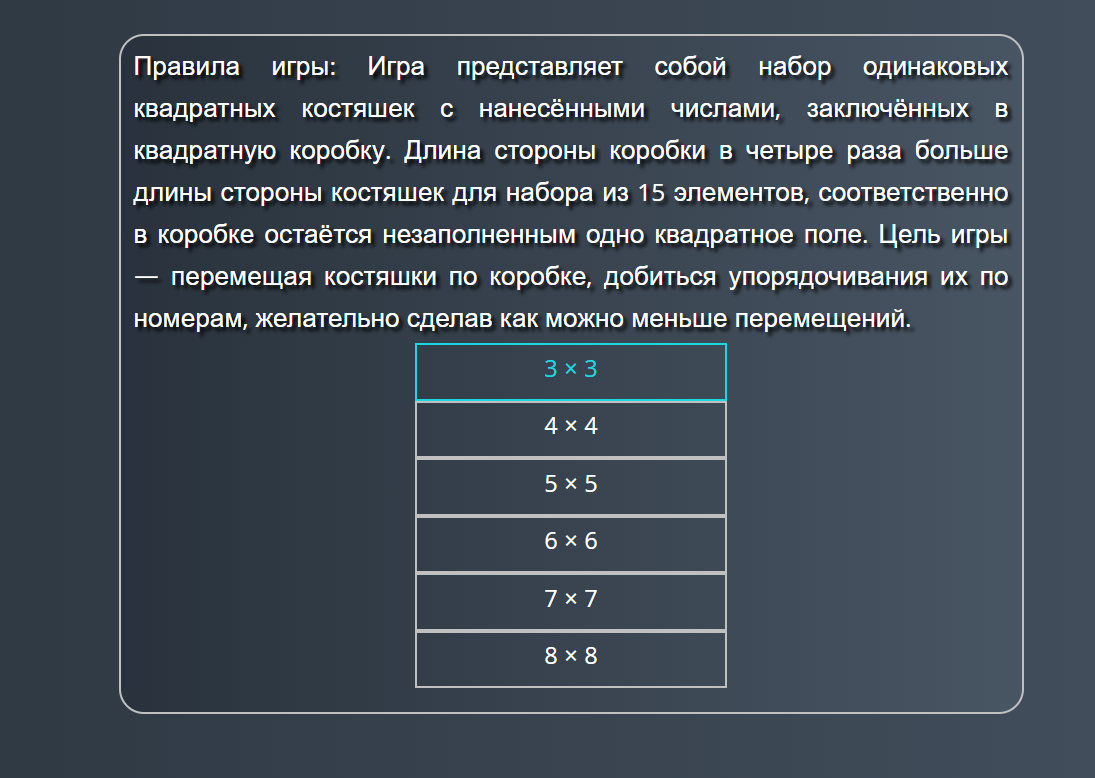 Правила игры: Игра представляет собой набор одинаковых
квадратных костяшек с нанесёнными числами, заключённых в
квадратную коробку. Длина стороны коробки в четыре раза больше
длины стороны костяшек для набора из 15 элементов, соответственно
в коробке остаётся незаполненным одно квадратное поле. Цель игры
— перемещая костяшки по коробке, добиться упорядочивания их по
номерам, желательно сделав как можно меньше перемещений.
3 × 3
4 × 4
5 × 5
6 × 6
7 × 7
8 × 8